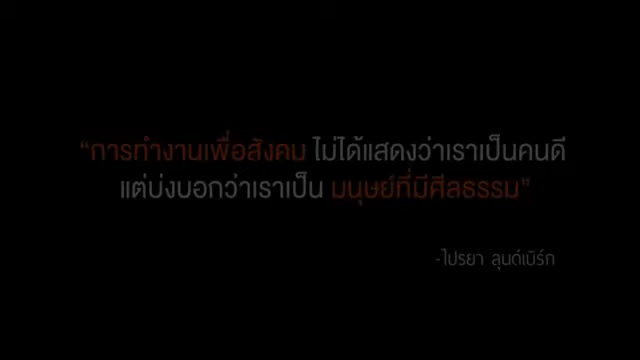 “การทำงานเพื่อสังคม ไม่ได้แสดงว่าเราเป็นคนดี
แต่บ่งบอกว่าเราเป็น มนุษย์ที่มีศีลธรรม”
-ไปรยา ลุนด์เบิร์ก